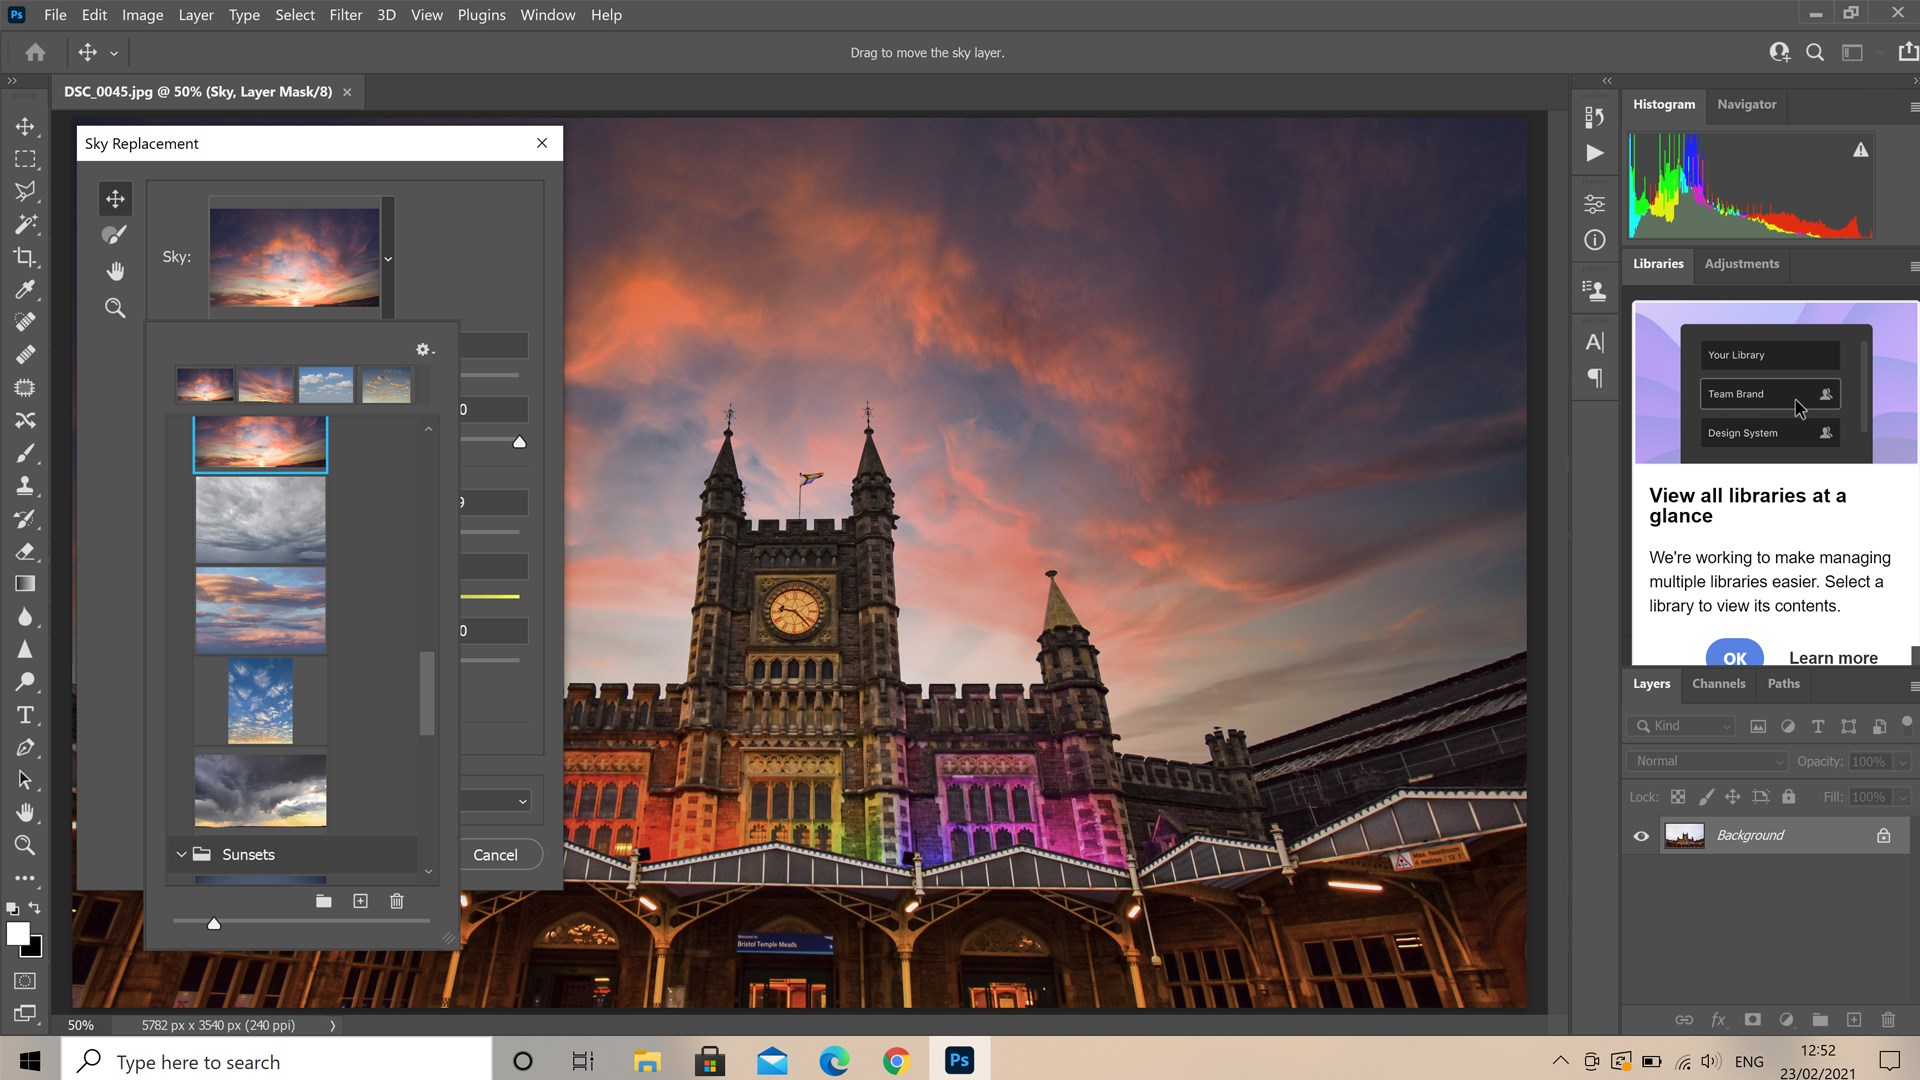 Ps File Edit Image Layer Type Select Filter 3D View Plugins Window Help
Drag to move the sky layer.
DSC_0045.jpg @ 50% (Sky, Layer Mask/8)
Histogram Navigator
Sky Replacement
Sky:
Libraries Adjustments
Your Library
Team Brand
Design System
0
9
0
View all libraries at a
glance
We're working to make managing
multiple libraries easier. Select a
library to view its contents.
OK Learn more
Layers Channels Paths
Kind
Normal Opacity: 100%
Lock: Fill: 100%
Background
Sunsets
Cancel
Welcome to
Bristol Temple Meads
50% 5782 px x 3540 px (240 ppi)
fx
Type here to search
Ps
ENG
12:52
23/02/2021